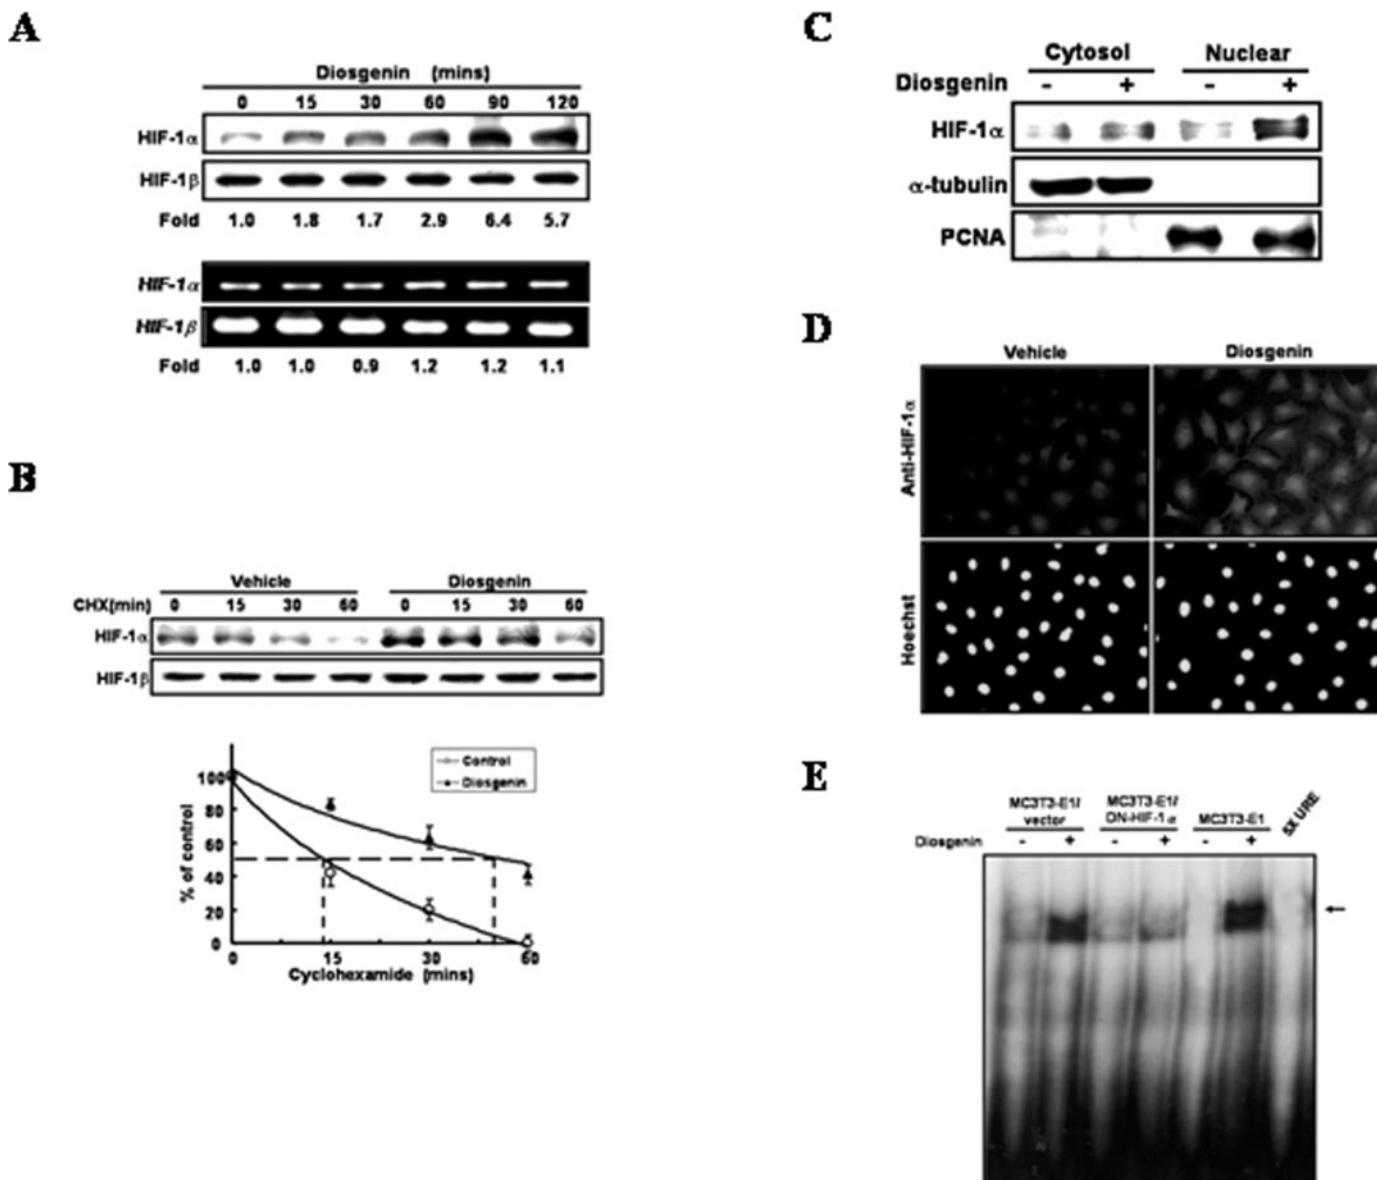 A
Diosgenin (mins)
0 15 30 60 90 120
HIF-1α
HIF-1β
Fold 1.0 1.8 1.7 2.9 6.4 5.7
HIF-1α
HIF-1β
Fold 1.0 1.0 0.9 1.2 1.2 1.1
B
Vehicle Diosgenin
CHX(min) 0 15 30 60 0 15 30 60
HIF-1α
HIF-1β
Control
Diosgenin
% of control
100
80
60
40
20
0
0 15 30 60
Cyclohexamide (mins)
C
Cytosol Nuclear
Diosgenin - + - +
HIF-1α
α-tubulin
PCNA
D
Vehicle Diosgenin
Anti-HIF-1α
Hoechst
E
MC3T3-E1/ vector MC3T3-E1/ DN-HIF-1α MC3T3-E1 5X URE
Diosgenin - + - + - +